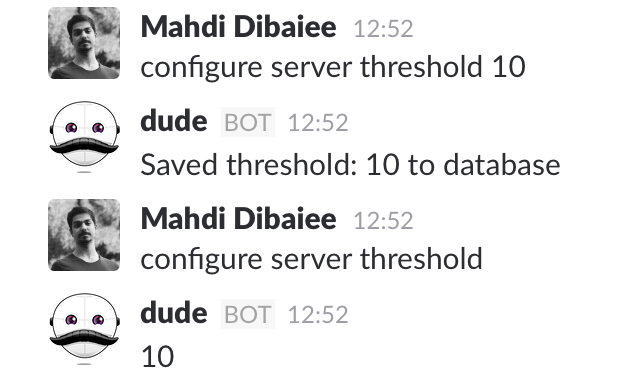 Mahdi Dibaiee 12:52
configure server threshold 10
dude BOT 12:52
Saved threshold: 10 to database
Mahdi Dibaiee 12:52
configure server threshold
dude BOT 12:52
10